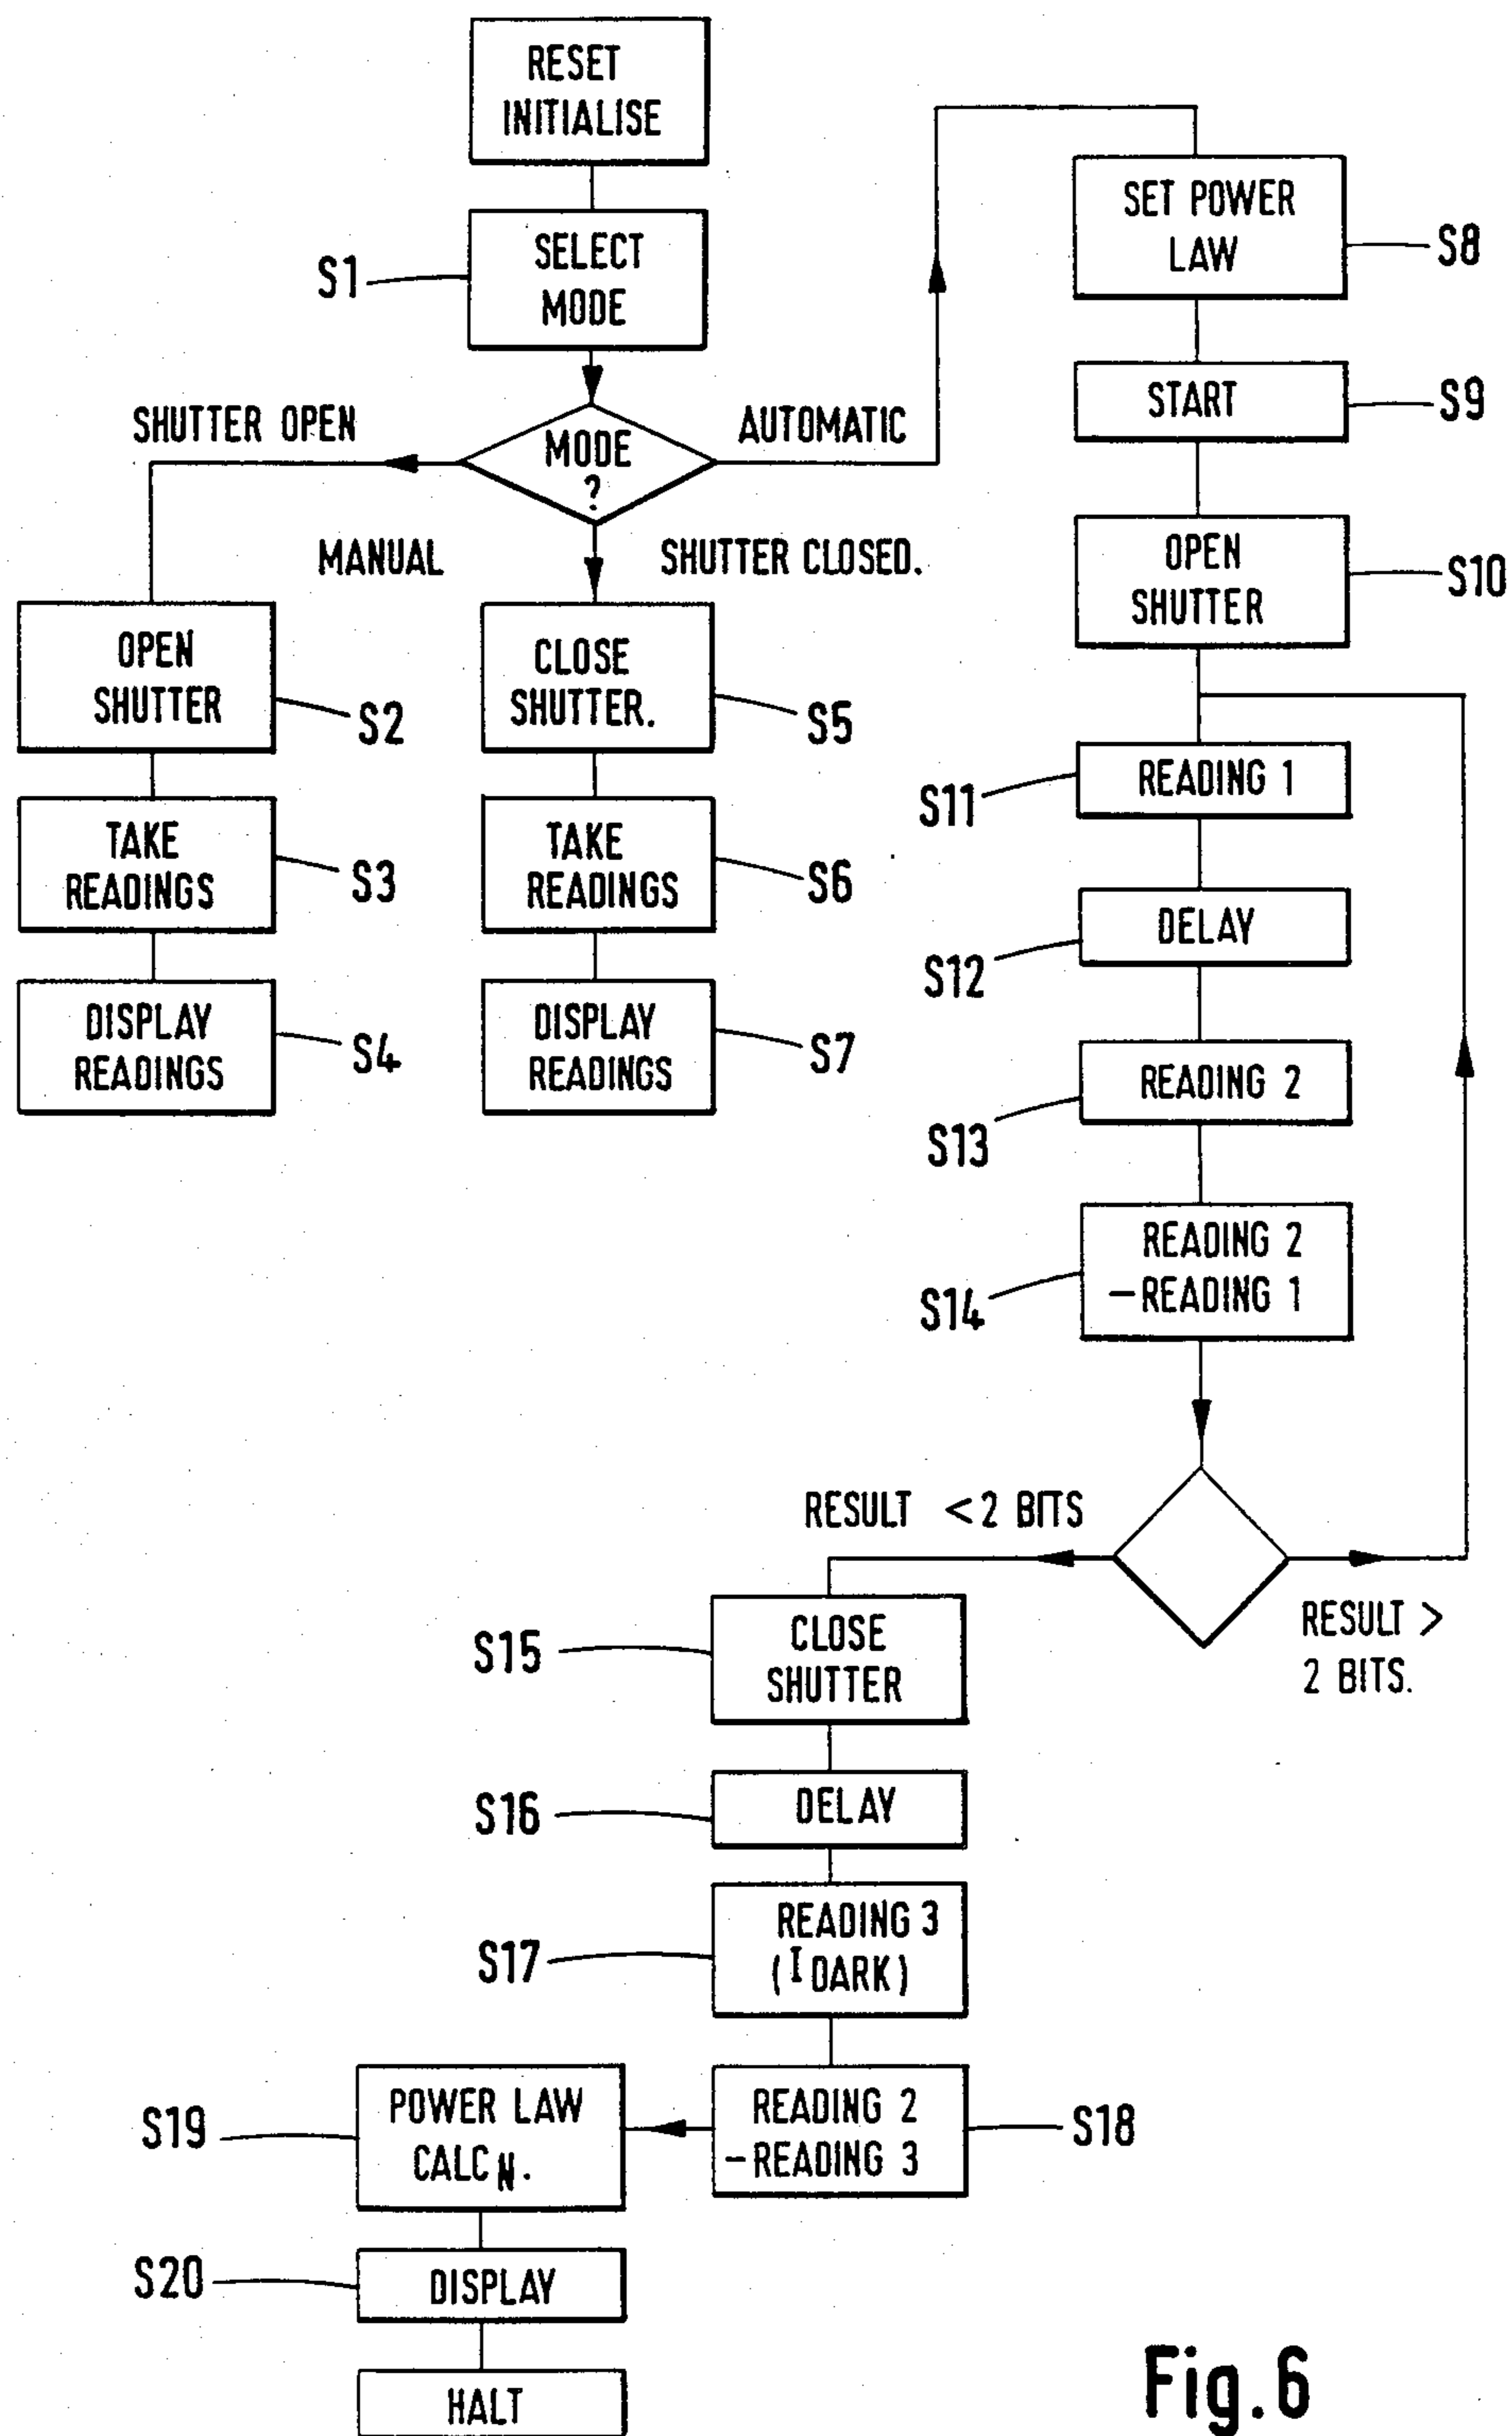 RESET
INITIALISE
S1
SELECT
MODE
SHUTTER OPEN
MODE
?
AUTOMATIC
MANUAL
SHUTTER CLOSED.
OPEN
SHUTTER
S2
TAKE
READINGS
S3
DISPLAY
READINGS
S4
CLOSE
SHUTTER.
S5
TAKE
READINGS
S6
DISPLAY
READINGS
S7
SET POWER
LAW
S8
START
S9
OPEN
SHUTTER
S10
READING 1
S11
DELAY
S12
READING 2
S13
READING 2
-READING 1
S14
RESULT <2 BITS
RESULT >
2 BITS.
CLOSE
SHUTTER
S15
DELAY
S16
READING 3
(I DARK)
S17
READING 2
-READING 3
S18
POWER LAW
CALC N.
S19
DISPLAY
S20
HALT
Fig.6